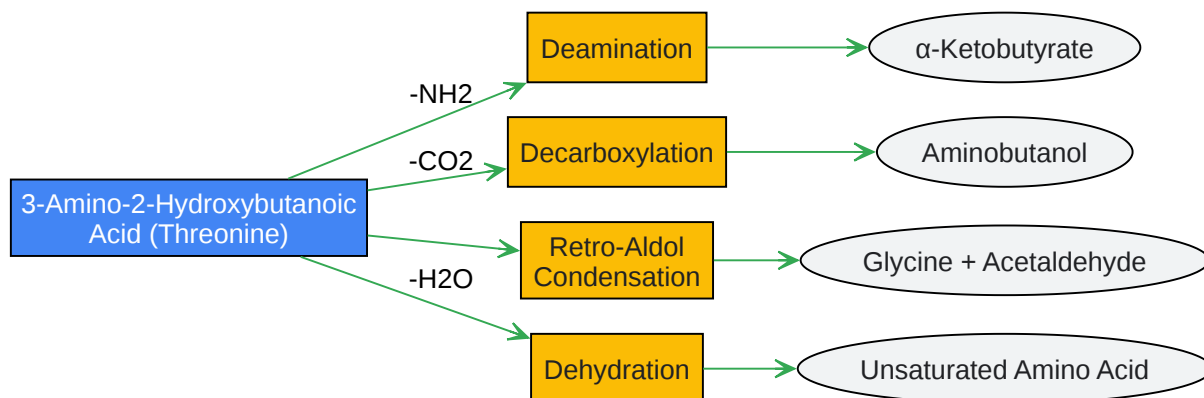 Deamination
α-Ketobutyrate
-NH2
Decarboxylation
Aminobutanol
-CO2
3-Amino-2-Hydroxybutanoic
Acid (Threonine)
Retro-Aldol
Condensation
Glycine + Acetaldehyde
-H2O
Dehydration
Unsaturated Amino Acid